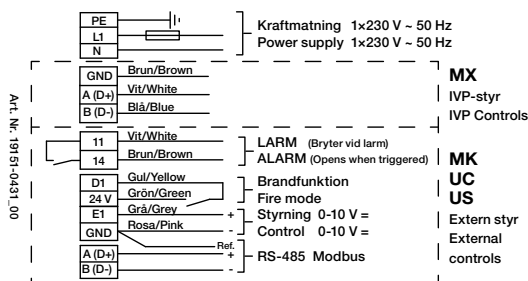 PE
L1
N
Kraftmatning 1×230 V ~ 50 Hz
Power supply 1×230 V ~ 50 Hz
GND Brun/Brown
A (D+) Vit/White
B (D-) Blå/Blue
MX
IVP-styr
IVP Controls
Art. Nr. 19151-0431_00
11 Vit/White
14 Brun/Brown
LARM (Bryter vid larm)
ALARM (Opens when triggered)
D1 Gul/Yellow
24 V Grön/Green
Brandfunktion
Fire mode
E1 Grå/Grey + Styrning 0-10 V =
GND Rosa/Pink - Control 0-10 V =
Ref.
A (D+) +
B (D-) -
RS-485 Modbus
MK
UC
US
Extern styr
External
controls